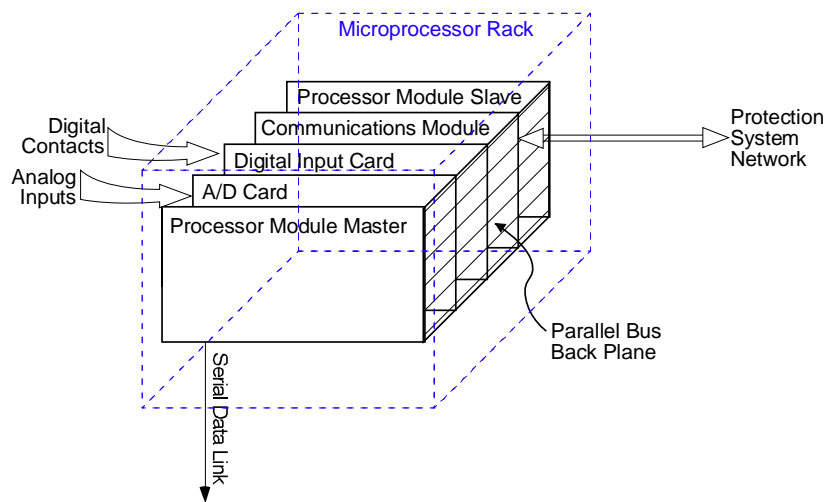 Microprocessor Rack
Processor Module Slave
Communications Module
Digital Input Card
A/D Card
Processor Module Master
Digital
Contacts
Analog
Inputs
Protection
System
Network
Parallel Bus
Back Plane
Serial Data Link